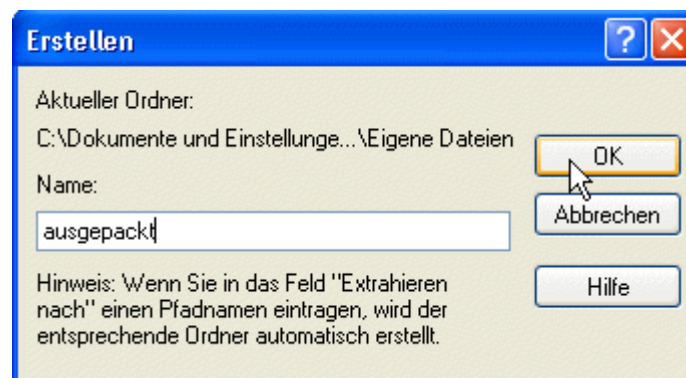 Erstellen
Aktueller Ordner:
C:\Dokumente und Einstellunge...\Eigene Dateien
OK
Name:
Abbrechen
ausgepackt
Hilfe
Hinweis: Wenn Sie in das Feld "Extrahieren
nach" einen Pfadnamen eintragen, wird der
entsprechende Ordner automatisch erstellt.